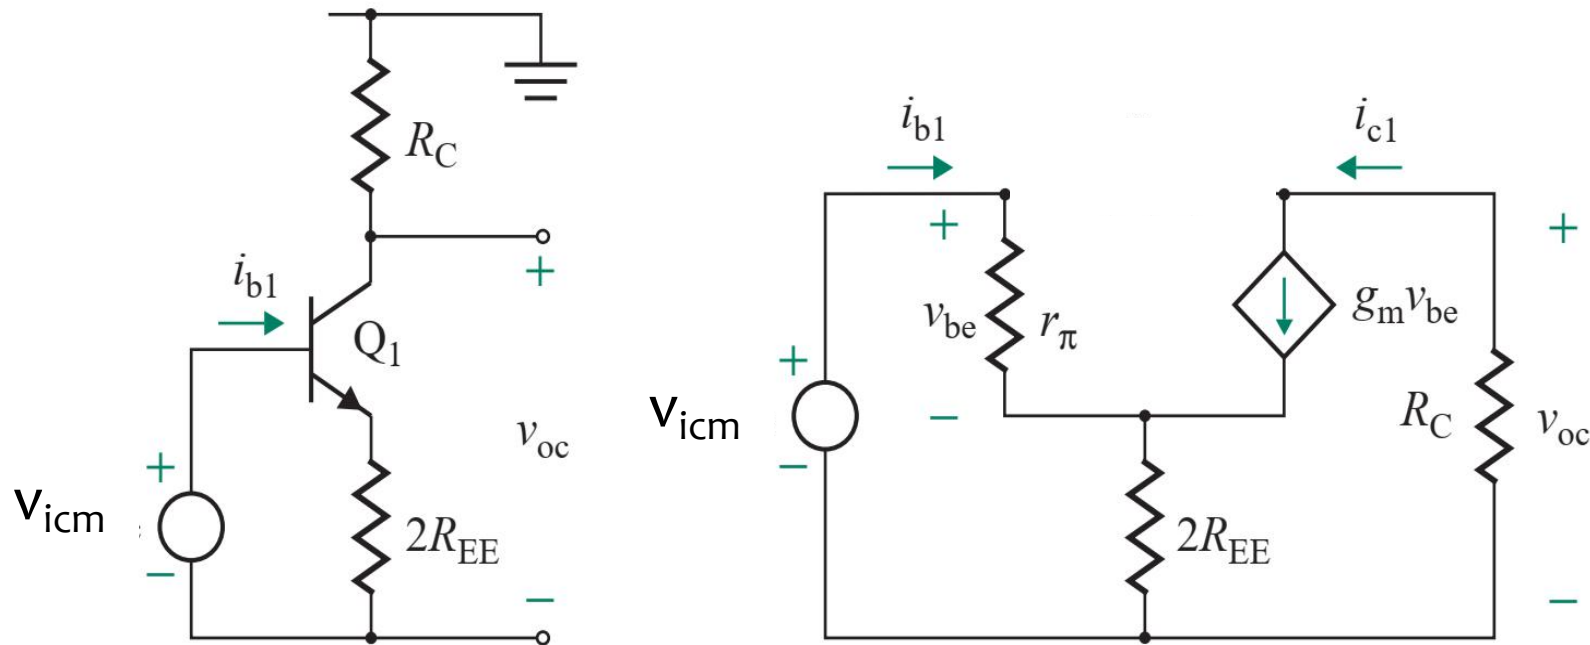 R_C
+
i_b1
Q_1
+
v_icm
−
v_oc
2R_EE
−
i_b1
i_c1
+
+
v_be
r_π
g_m v_be
+
v_icm
−
−
R_C
v_oc
2R_EE
−